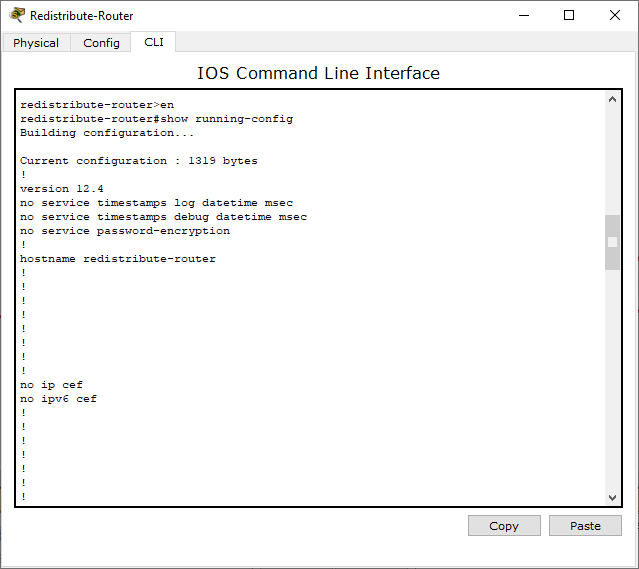 Redistribute-Router
Physical Config CLI
IOS Command Line Interface
redistribute-router>en
redistribute-router#show running-config
Building configuration...
Current configuration : 1319 bytes
!
version 12.4
no service timestamps log datetime msec
no service timestamps debug datetime msec
no service password-encryption
!
hostname redistribute-router
!
!
!
!
!
!
!
!
no ip cef
no ipv6 cef
!
!
!
!
!
!
!
Copy Paste